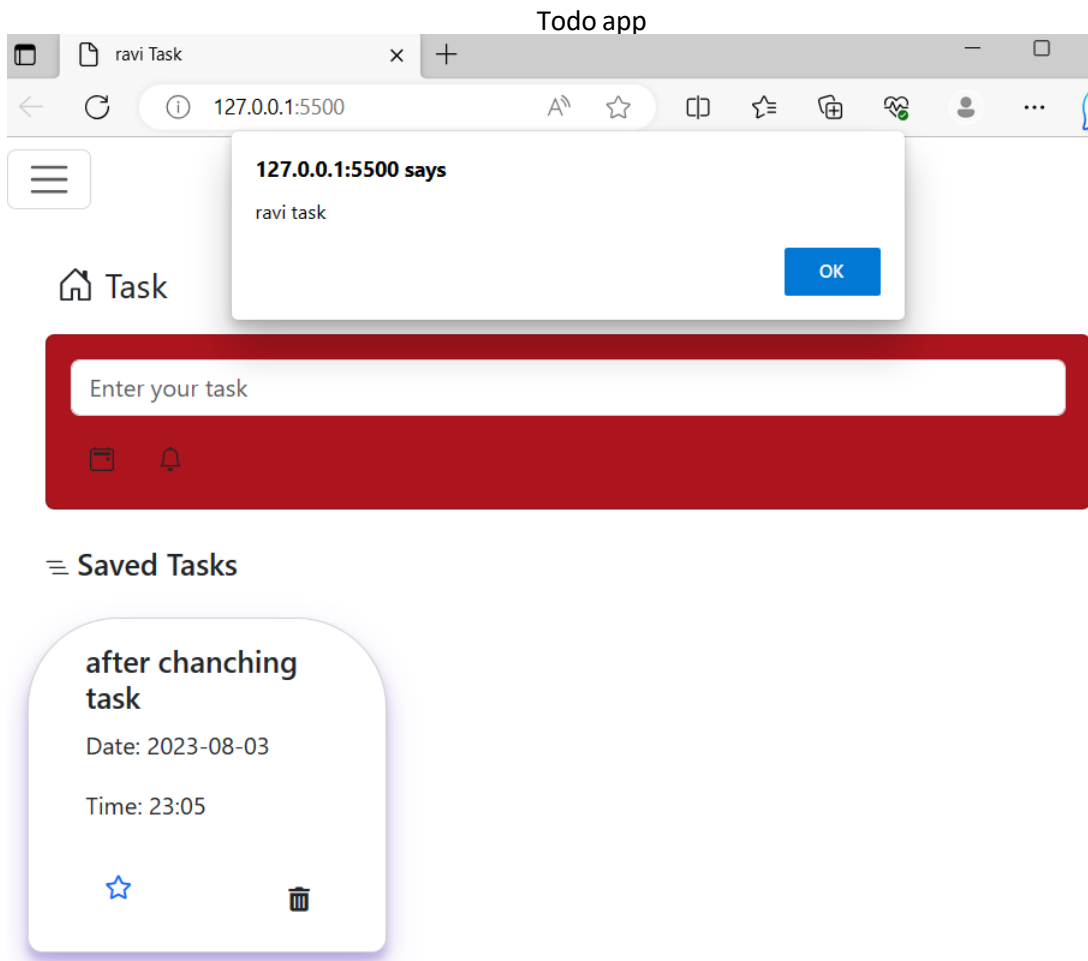 Todo app
ravi Task
127.0.0.1:5500
127.0.0.1:5500 says
ravi task
OK
Task
Enter your task
Saved Tasks
after chanching
task
Date: 2023-08-03
Time: 23:05